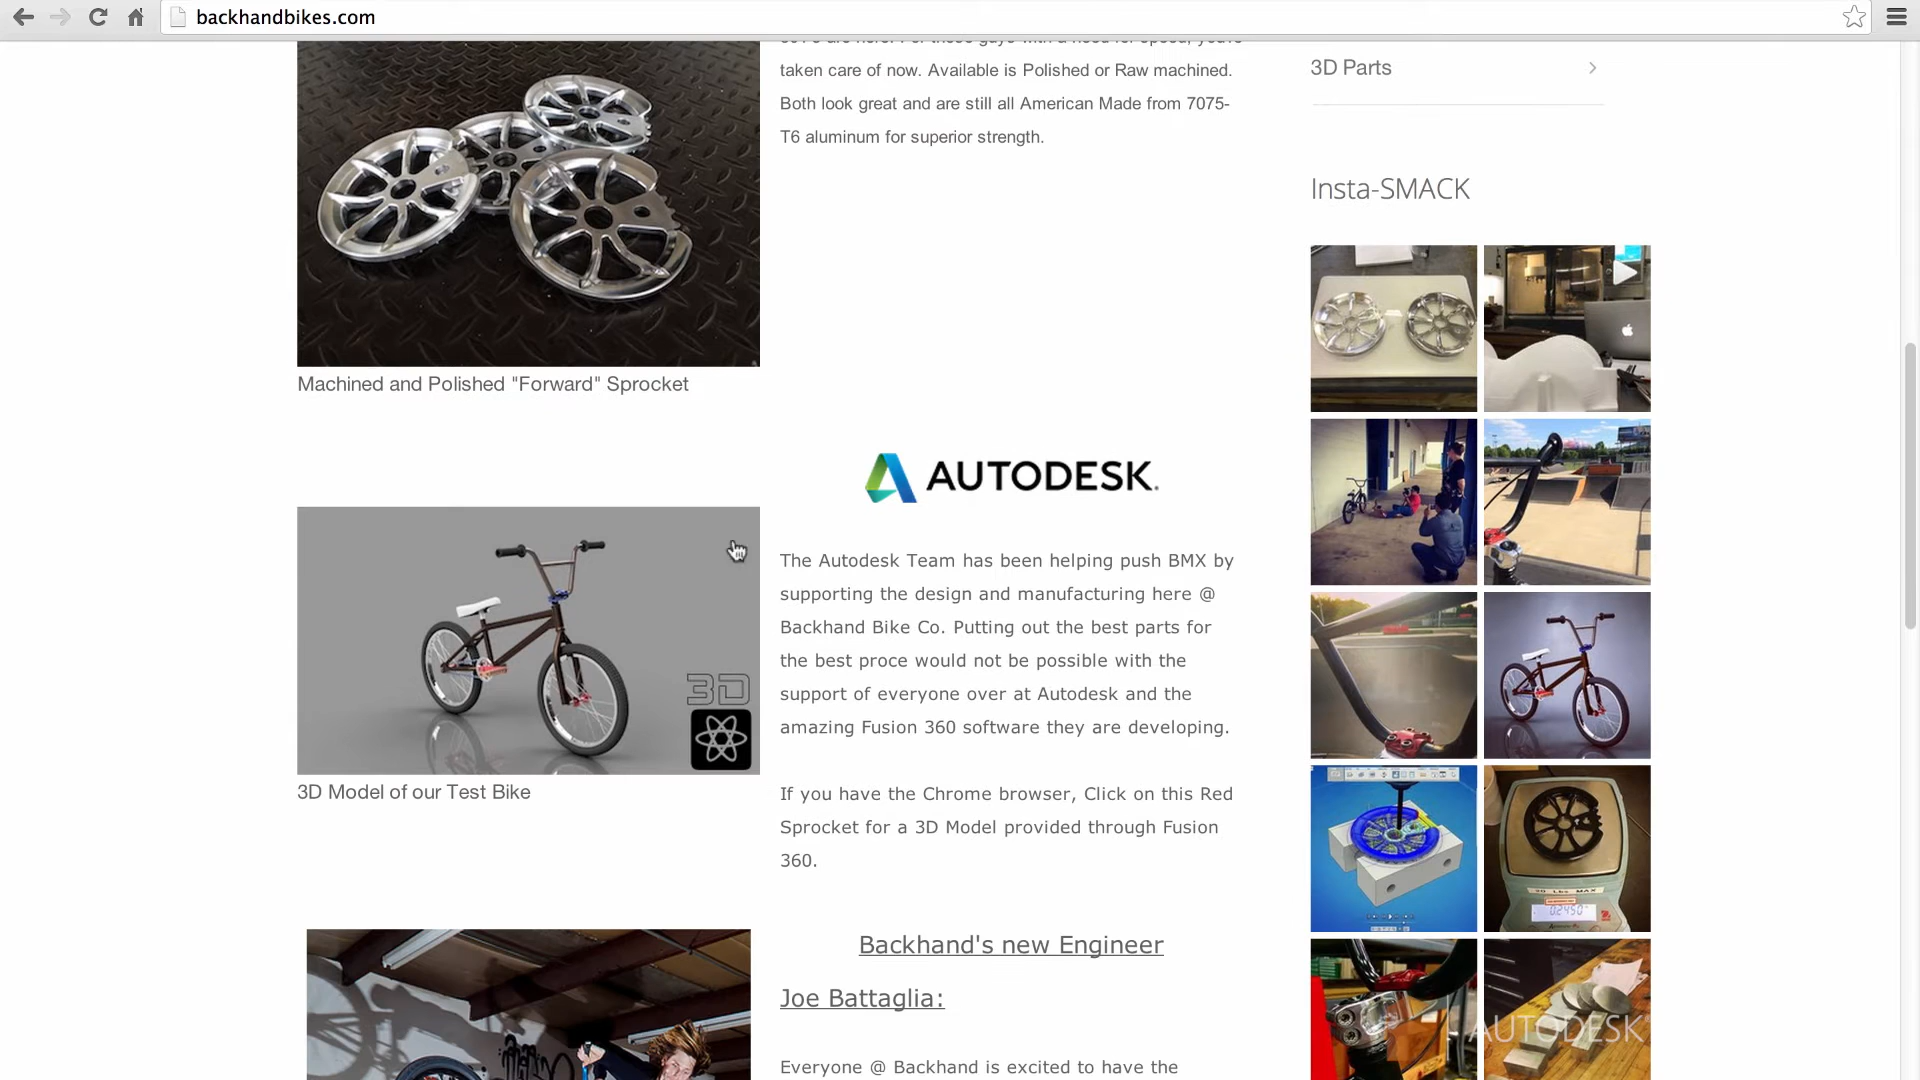 backhandbikes.com
taken care of now. Available is Polished or Raw machined.
Both look great and are still all American Made from 7075-
T6 aluminum for superior strength.
Machined and Polished "Forward" Sprocket
AUTODESK.
The Autodesk Team has been helping push BMX by
supporting the design and manufacturing here @
Backhand Bike Co. Putting out the best parts for
the best proce would not be possible with the
support of everyone over at Autodesk and the
amazing Fusion 360 software they are developing.
3D
3D Model of our Test Bike
If you have the Chrome browser, Click on this Red
Sprocket for a 3D Model provided through Fusion
360.
Backhand's new Engineer
Joe Battaglia:
Everyone @ Backhand is excited to have the
3D Parts
Insta-SMACK
AUTODESK